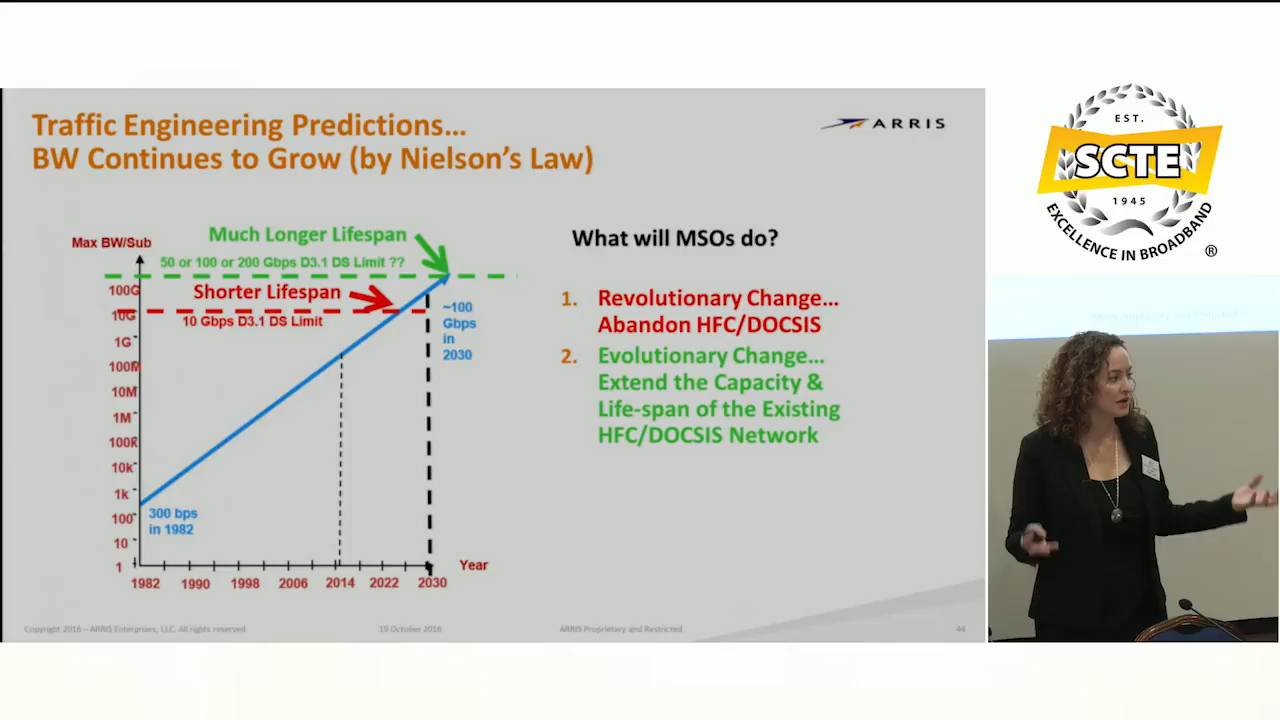 Traffic Engineering Predictions...
BW Continues to Grow (by Nielson's Law)
ARRIS
Max BW/Sub
Much Longer Lifespan
50 or 100 or 200 Gbps D3.1 DS Limit ??
Shorter Lifespan
10 Gbps D3.1 DS Limit
100G
10G
1G
100M
10M
1M
100K
10k
1k
100
10
1
~100
Gbps
in
2030
300 bps
in 1982
Year
1982 1990 1998 2006 2014 2022 2030
What will MSOs do?
1. Revolutionary Change...
Abandon HFC/DOCSIS
2. Evolutionary Change...
Extend the Capacity &
Life-span of the Existing
HFC/DOCSIS Network
Copyright 2016 – ARRIS Enterprises, LLC. All rights reserved
19 October 2016
ARRIS Proprietary and Restricted
44
EST.
SCTE
1945
EXCELLENCE IN BROADBAND
®